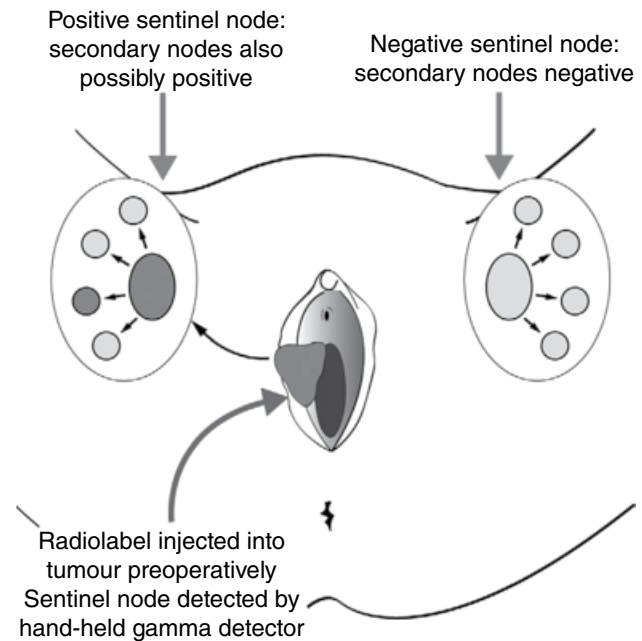 Positive sentinel node:
secondary nodes also
possibly positive
Negative sentinel node:
secondary nodes negative
Radiolabel injected into
tumour preoperatively
Sentinel node detected by
hand-held gamma detector